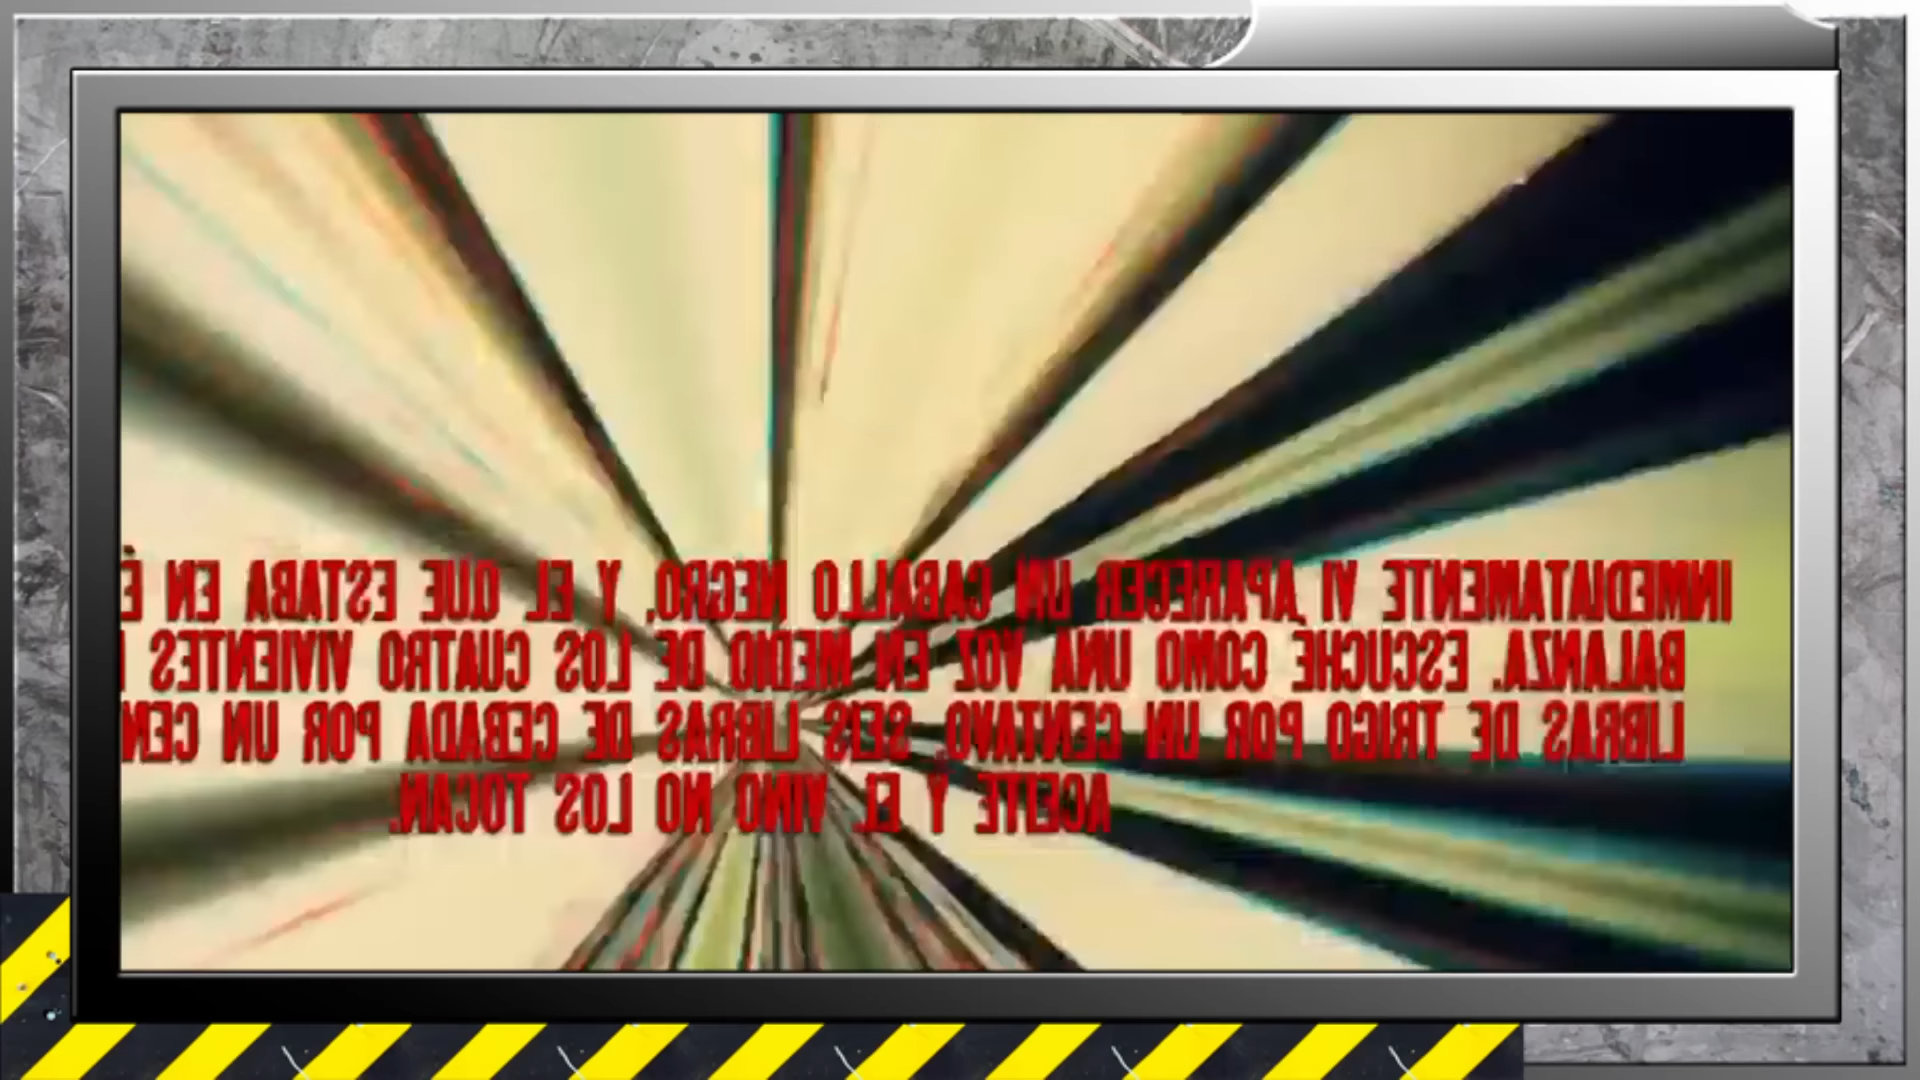 INMEDIATAMENTE VI APARECER UN CABALLO NEGRO, Y EL QUE ESTABA EN É
BALANZA. ESCUCHÉ COMO UNA VOZ EN MEDIO DE LOS CUATRO VIVIENTES
LIBRAS DE TRIGO POR UN CENTAVO, SEIS LIBRAS DE CEBADA POR UN CEN
ACEITE Y EL VINO NO LOS TOCAN.